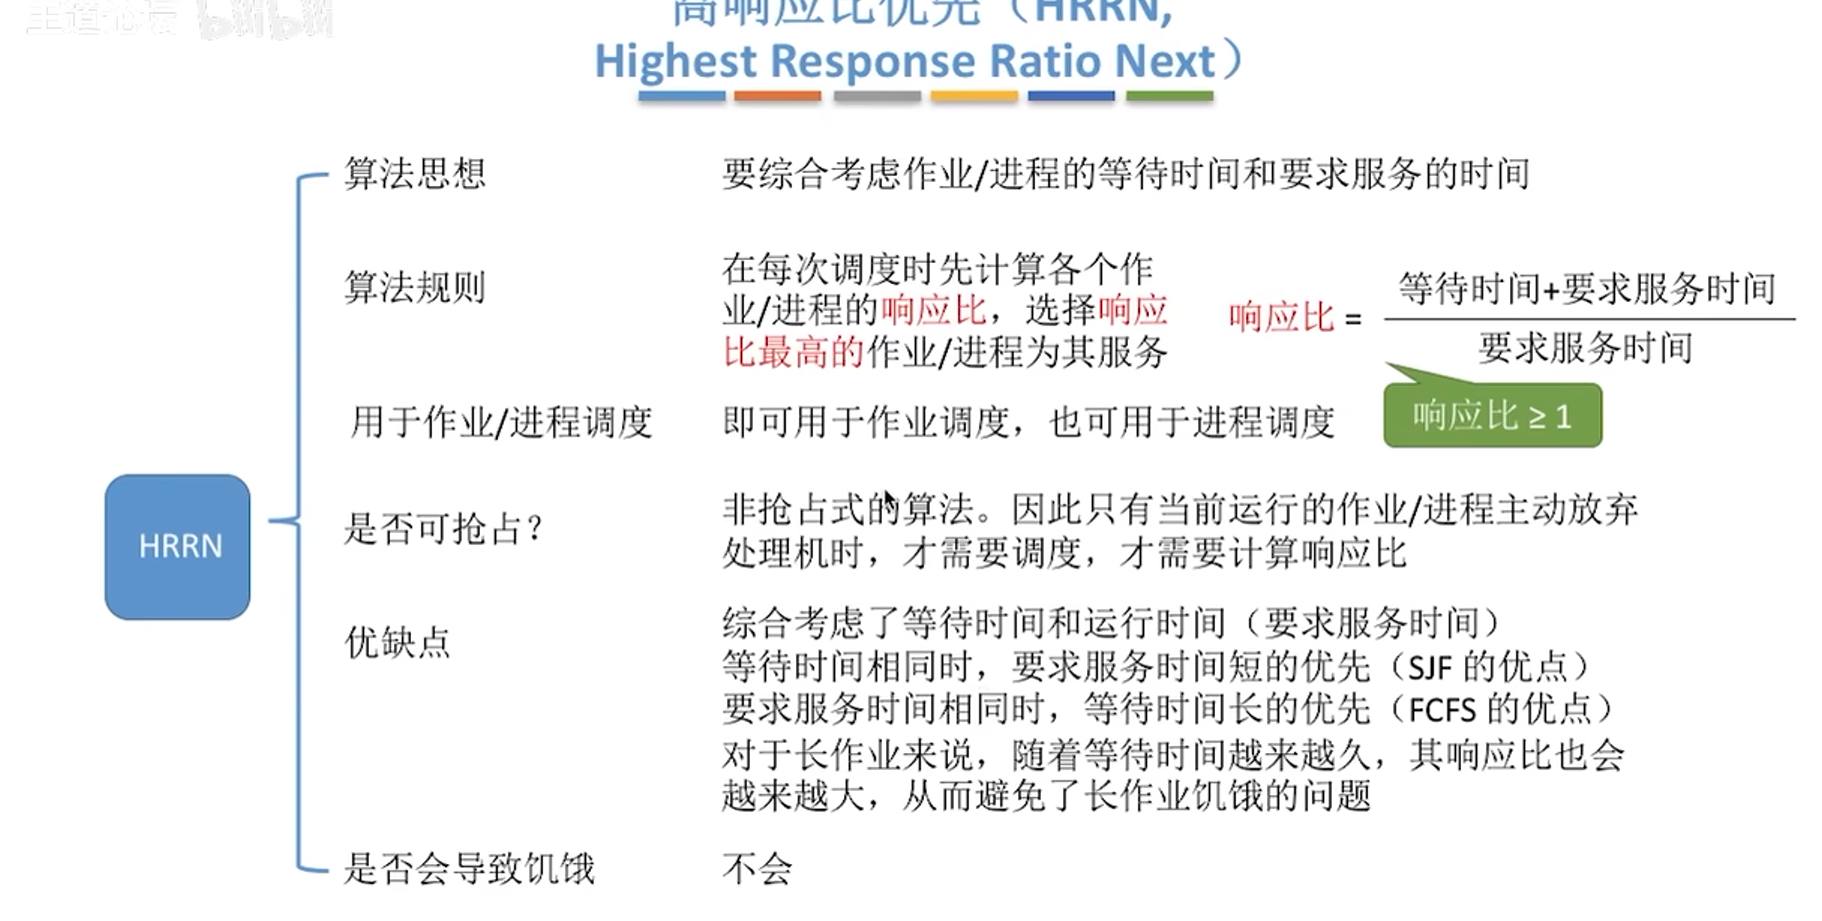 王道论坛 bilibili
高响应比优先（HRRN,
Highest Response Ratio Next）
算法思想
要综合考虑作业/进程的等待时间和要求服务的时间
算法规则
在每次调度时先计算各个作
业/进程的响应比，选择响应
比最高的作业/进程为其服务
响应比 =
等待时间+要求服务时间
要求服务时间
响应比 ≥ 1
用于作业/进程调度
即可用于作业调度，也可用于进程调度
HRRN
是否可抢占？
非抢占式的算法。因此只有当前运行的作业/进程主动放弃
处理机时，才需要调度，才需要计算响应比
优缺点
综合考虑了等待时间和运行时间（要求服务时间）
等待时间相同时，要求服务时间短的优先（SJF 的优点）
要求服务时间相同时，等待时间长的优先（FCFS 的优点）
对于长作业来说，随着等待时间越来越久，其响应比也会
越来越大，从而避免了长作业饥饿的问题
是否会导致饥饿
不会